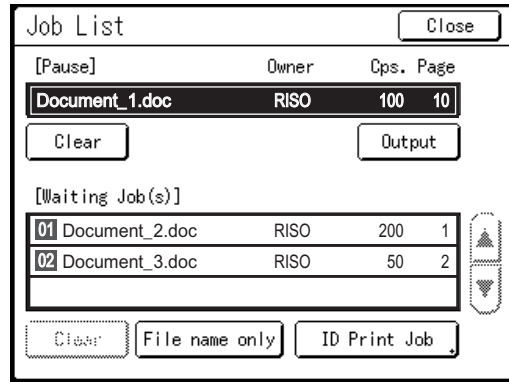 Job List Close
[Pause] Owner Cps. Page
Document_1.doc RISO 100 10
Clear Output
[Waiting Job(s)]
01 Document_2.doc RISO 200 1
02 Document_3.doc RISO 50 2
Clear File name only ID Print Job